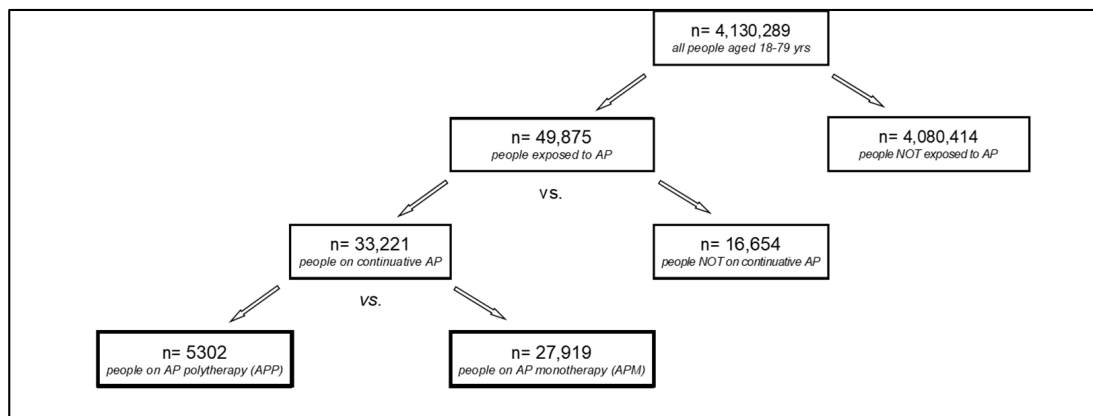 n= 4,130,289
all people aged 18-79 yrs
n= 49,875
people exposed to AP
n= 4,080,414
people NOT exposed to AP
vs.
n= 33,221
people on continuative AP
n= 16,654
people NOT on continuative AP
vs.
n= 5302
people on AP polytherapy (APP)
n= 27,919
people on AP monotherapy (APM)